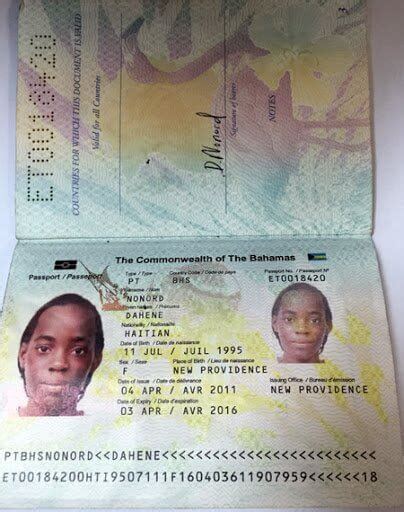 3
ET0018420
COUNTRIES FOR WHICH THIS DOCUMENT IS VALID
Valid for all Countries
D. Nonord
Signature of bearer
NOTES
The Commonwealth of The Bahamas
Passport / Passeport
Type / Type
Country Code / Code de pays
Passport No. / Passeport Nº
PT
BHS
ET0018420
Surname / Nom
NONORD
Given Names / Prénoms
DAHENE
Nationality / Nationalité
HAITIAN
Date of Birth / Date de naissance
11 JUL / JUIL 1995
Sex / Sexe
Place of Birth / Lieu de naissance
F
NEW PROVIDENCE
Date of Issue / Date de délivrance
Issuing Office / Bureau d'émission
04 APR / AVR 2011
NEW PROVIDENCE
Date of Expiry / Date d'expiration
03 APR / AVR 2016
PTBHSNONORD<<DAHENE<<<<<<<<<<<<<<<<<<<<<<<<<
ET00184200HTI9507111F160403611907959<<<<<<18